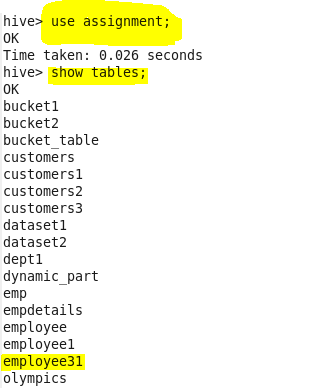 hive> use assignment;
OK
Time taken: 0.026 seconds
hive> show tables;
OK
bucket1
bucket2
bucket_table
customers
customers1
customers2
customers3
dataset1
dataset2
dept1
dynamic_part
emp
empdetails
employee
employee1
employee31
olympics